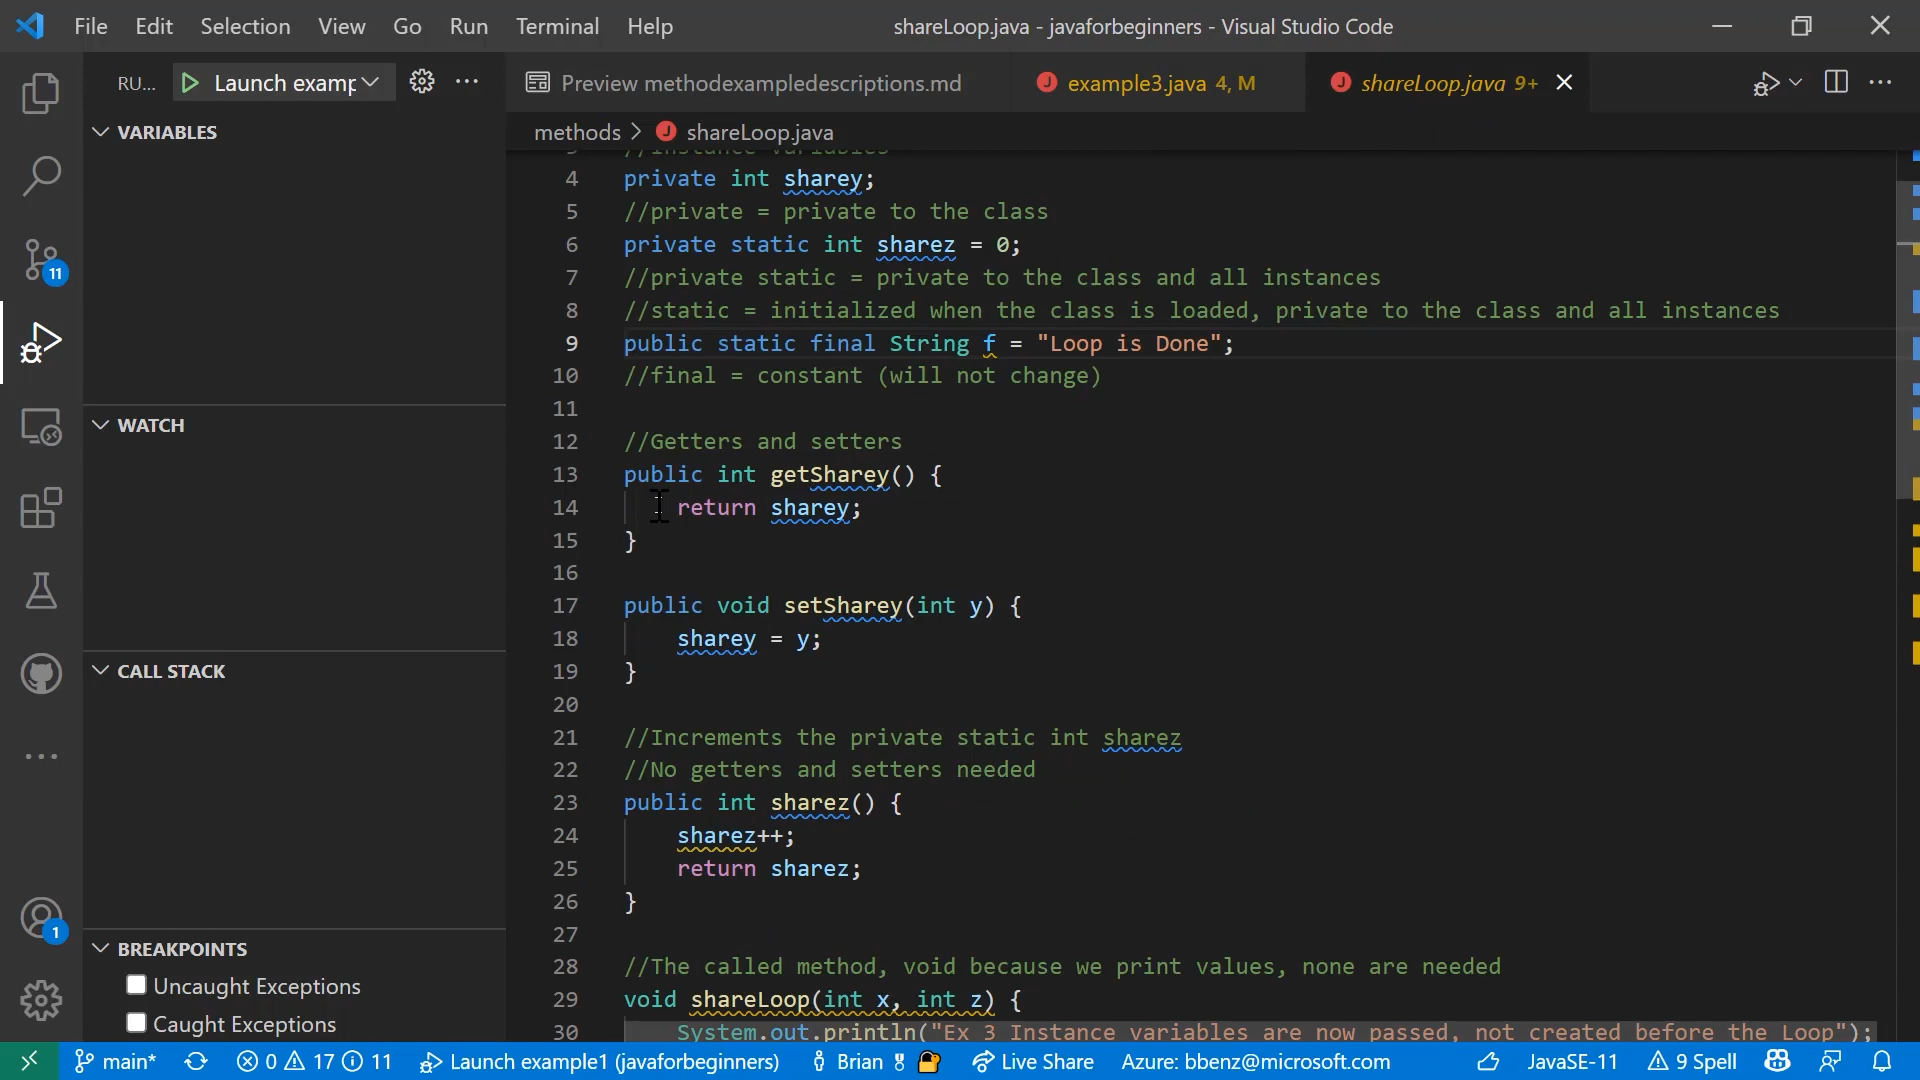 File Edit Selection View Go Run Terminal Help
shareLoop.java - javaforbeginners - Visual Studio Code
RU... Launch examp
Preview methodexampledescriptions.md
example3.java 4, M
shareLoop.java 9+
VARIABLES
WATCH
CALL STACK
BREAKPOINTS
Uncaught Exceptions
Caught Exceptions
11
1
methods > shareLoop.java
4 private int sharey;
5 //private = private to the class
6 private static int sharez = 0;
7 //private static = private to the class and all instances
8 //static = initialized when the class is loaded, private to the class and all instances
9 public static final String f = "Loop is Done";
10 //final = constant (will not change)
11
12 //Getters and setters
13 public int getSharey() {
14 return sharey;
15 }
16
17 public void setSharey(int y) {
18 sharey = y;
19 }
20
21 //Increments the private static int sharez
22 //No getters and setters needed
23 public int sharez() {
24 sharez++;
25 return sharez;
26 }
27
28 //The called method, void because we print values, none are needed
29 void shareLoop(int x, int z) {
30 System.out.println("Ex 3 Instance variables are now passed, not created before the Loop");
main* 0 17 11 Launch example1 (javaforbeginners) Brian Live Share Azure: bbenz@microsoft.com JavaSE-11 9 Spell